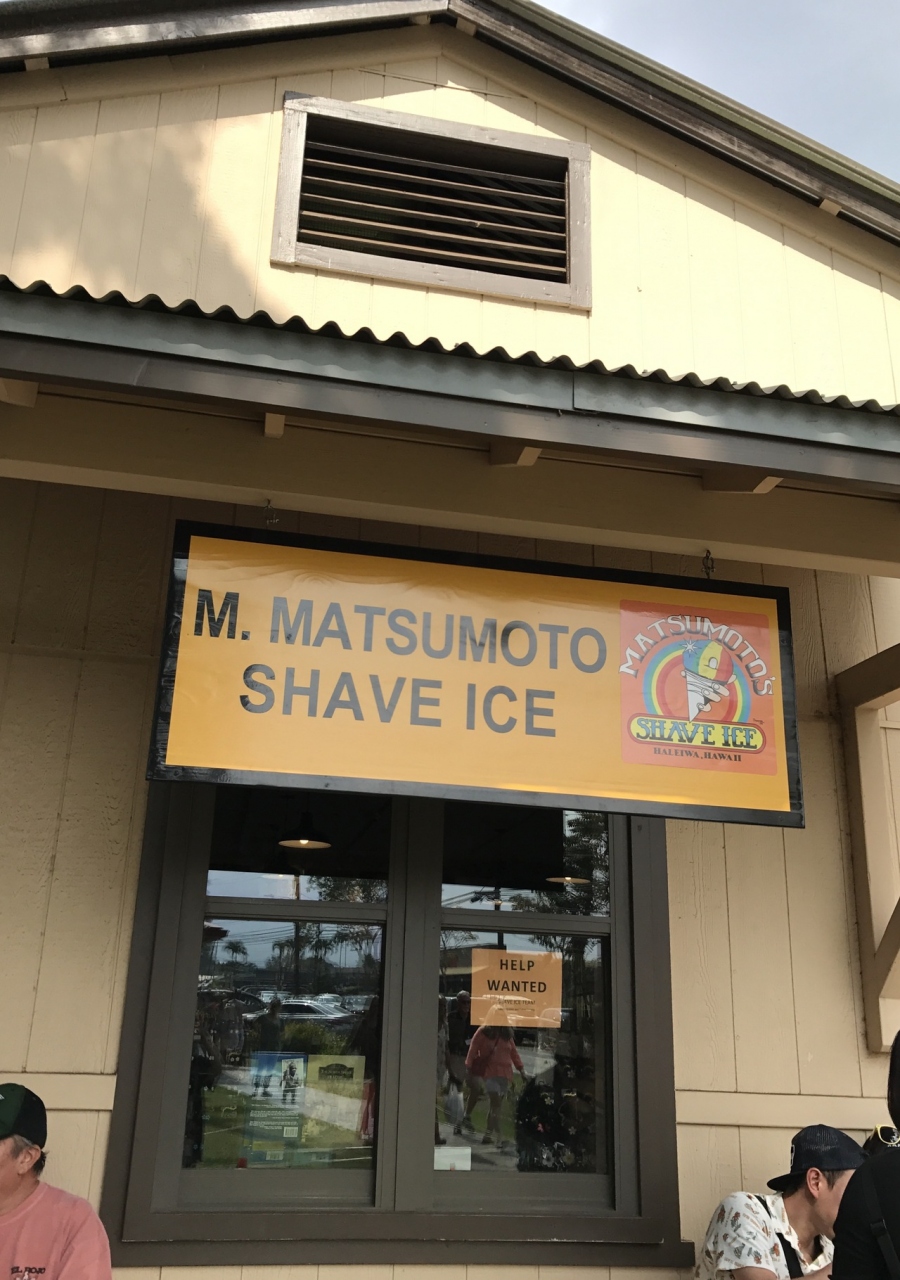 M. MATSUMOTO
SHAVE ICE
MATSUMOTO'S
SHAVE ICE
HALEIWA, HAWAII
HELP
WANTED